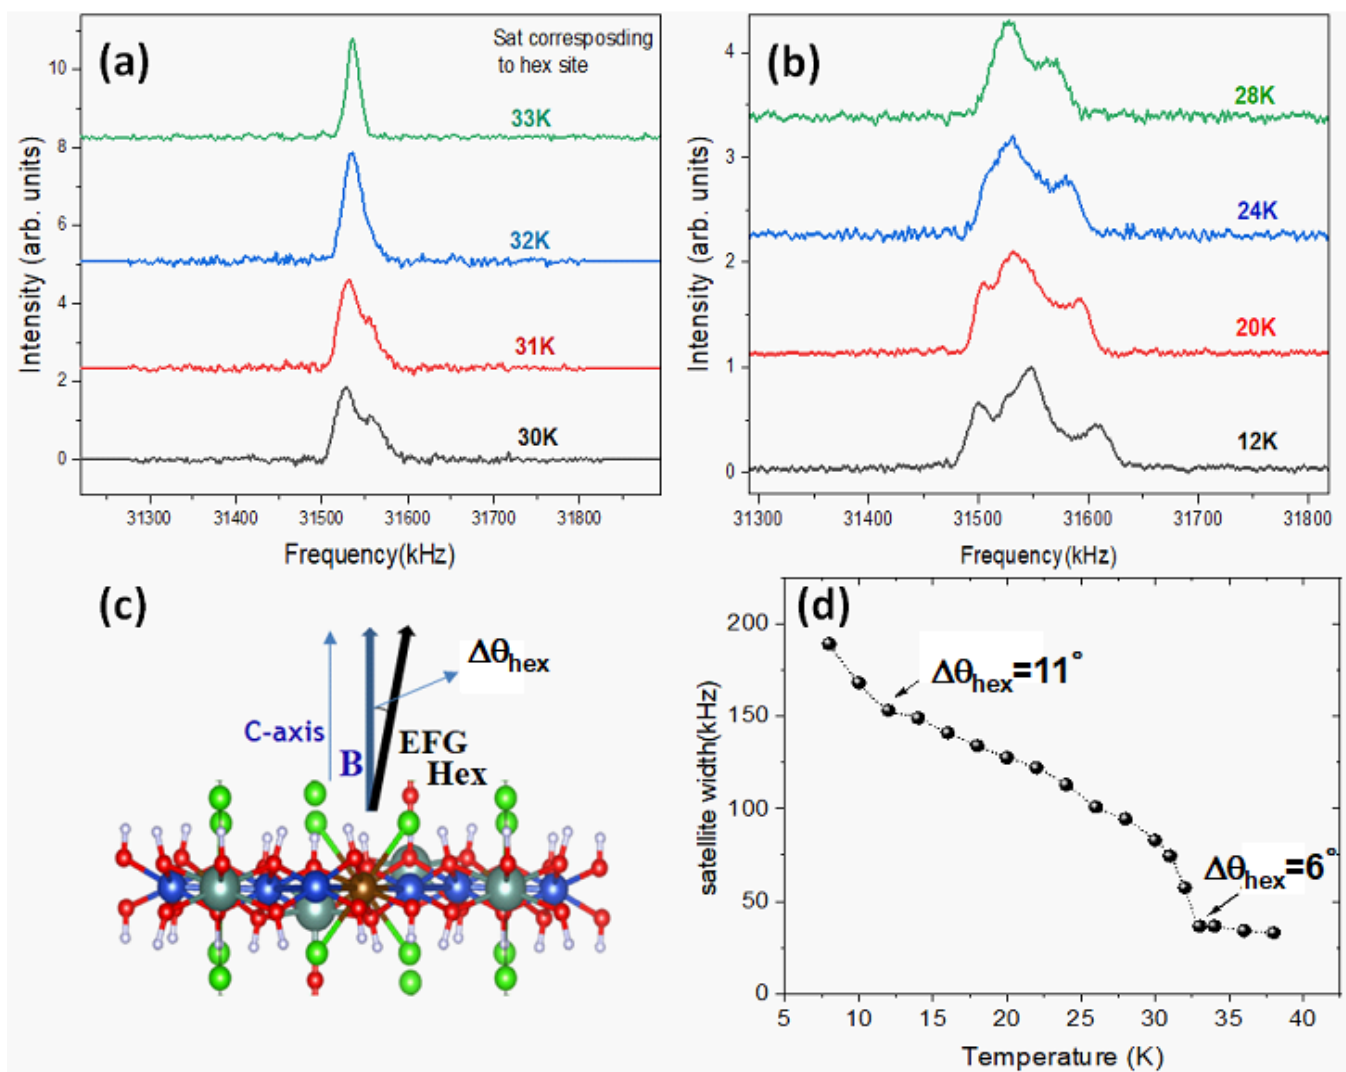 (a)
Sat corresposding
to hex site
33K
32K
31K
30K
10
8
6
4
2
0
Intensity (arb. units)
31300 31400 31500 31600 31700 31800
Frequency(kHz)
(b)
28K
24K
20K
12K
4
3
2
1
0
Intensity (arb. units)
31300 31400 31500 31600 31700 31800
Frequency(kHz)
(c)
Δθhex
C-axis
B
EFG
Hex
(d)
Δθhex=11°
Δθhex=6°
200
150
100
50
0
satellite width(kHz)
5 10 15 20 25 30 35 40
Temperature (K)